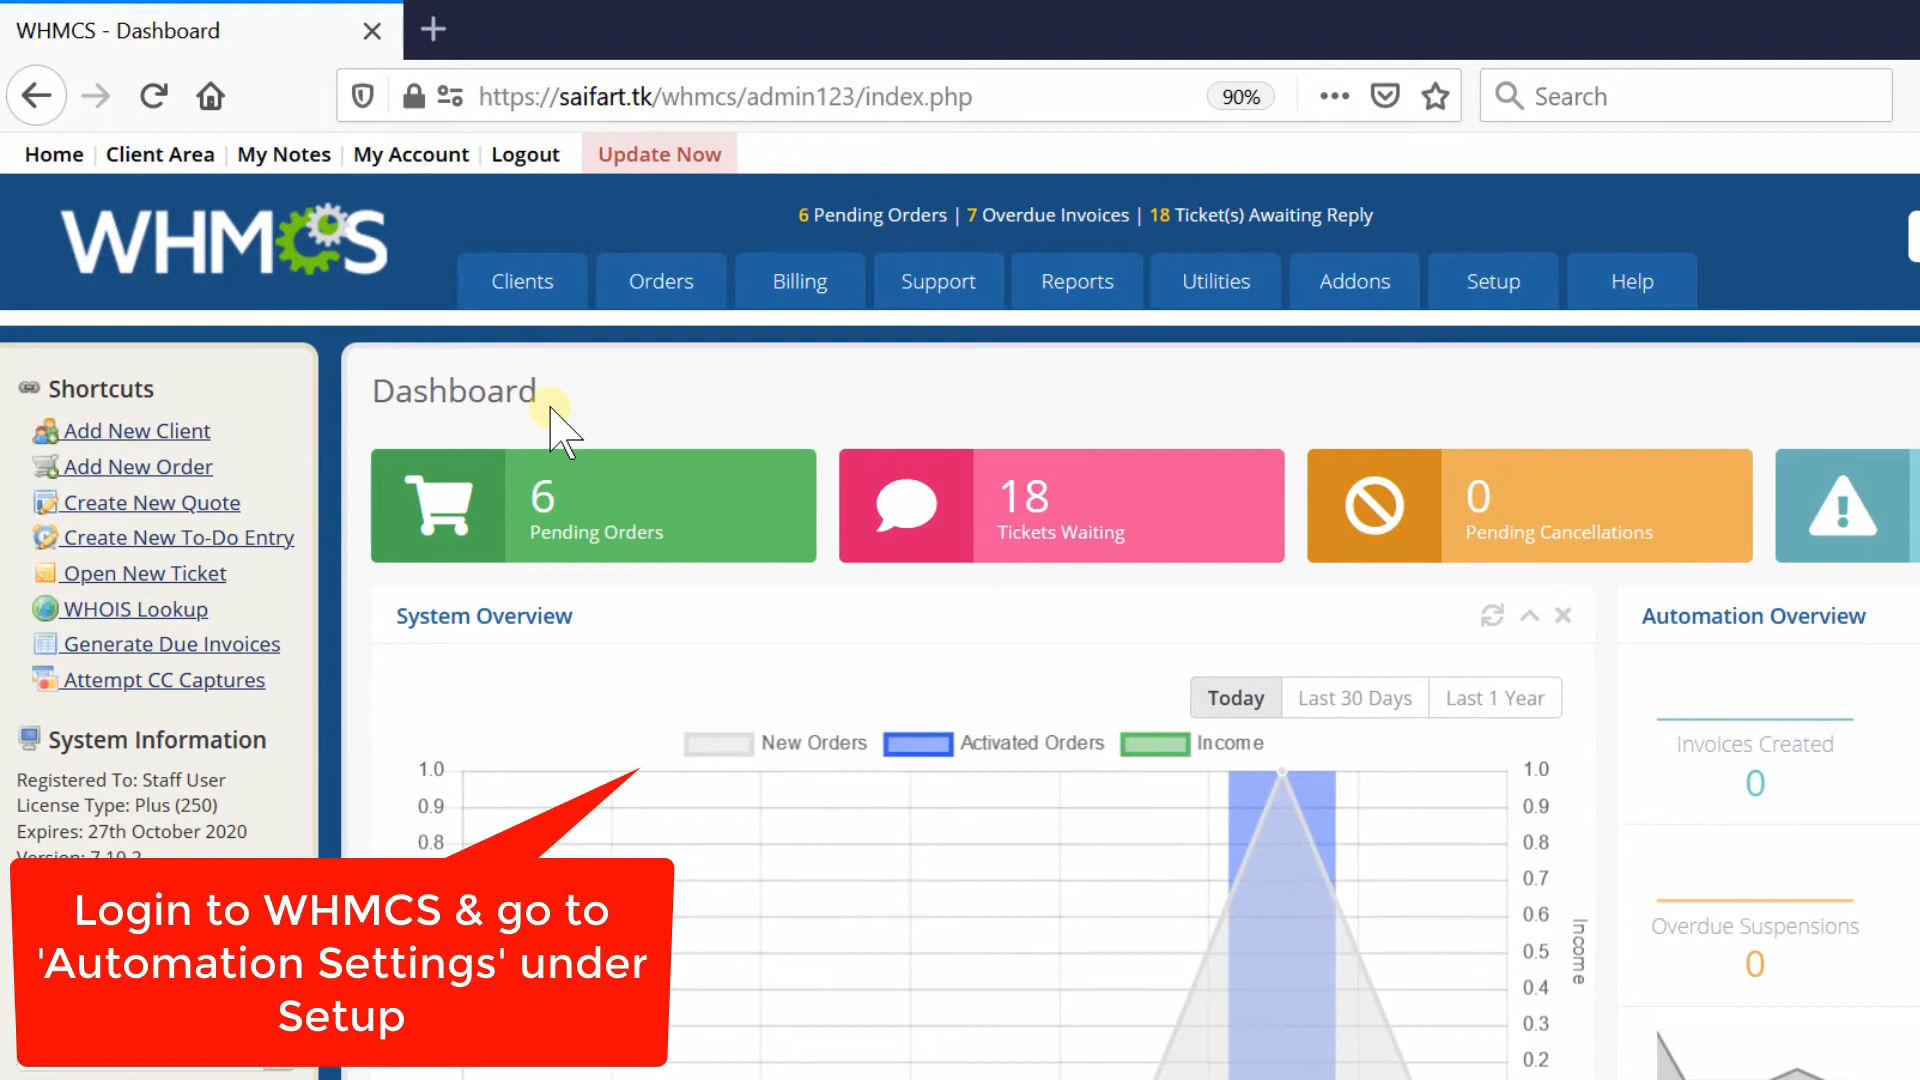 WHMCS - Dashboard
https://saifart.tk/whmcs/admin123/index.php
90%
Search
Home
Client Area
My Notes
My Account
Logout
Update Now
WHMCS
6 Pending Orders | 7 Overdue Invoices | 18 Ticket(s) Awaiting Reply
Clients
Orders
Billing
Support
Reports
Utilities
Addons
Setup
Help
Shortcuts
Add New Client
Add New Order
Create New Quote
Create New To-Do Entry
Open New Ticket
WHOIS Lookup
Generate Due Invoices
Attempt CC Captures
System Information
Registered To: Staff User
License Type: Plus (250)
Expires: 27th October 2020
Version: 7.10.2
Dashboard
6
Pending Orders
18
Tickets Waiting
0
Pending Cancellations
System Overview
Today
Last 30 Days
Last 1 Year
New Orders
Activated Orders
Income
1.0
0.9
0.8
1.0
0.9
0.8
0.7
0.6
0.5
0.4
0.3
0.2
Income
Automation Overview
Invoices Created
0
Overdue Suspensions
0
Login to WHMCS & go to
'Automation Settings' under
Setup